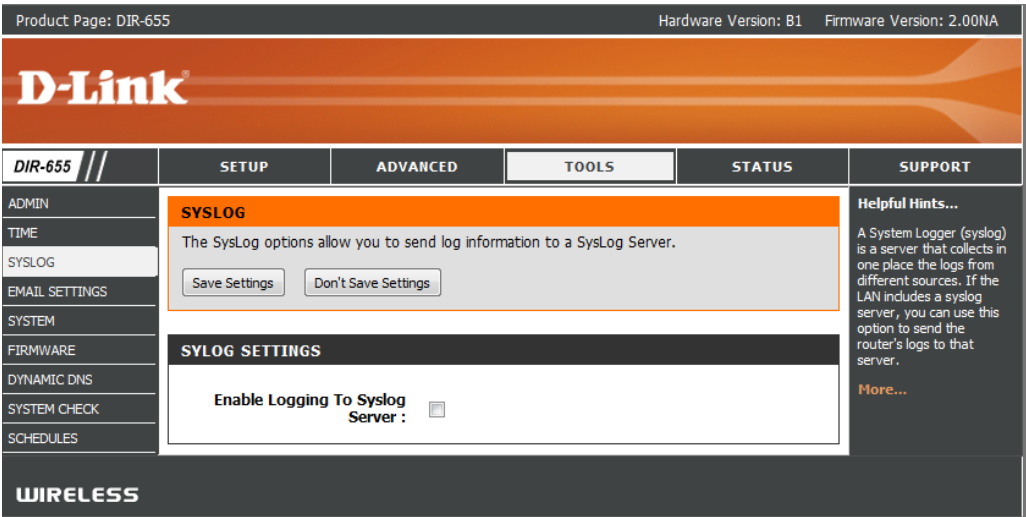 Product Page: DIR-655
Hardware Version: B1
Firmware Version: 2.00NA
D-Link®
DIR-655
SETUP
ADVANCED
TOOLS
STATUS
SUPPORT
ADMIN
TIME
SYSLOG
EMAIL SETTINGS
SYSTEM
FIRMWARE
DYNAMIC DNS
SYSTEM CHECK
SCHEDULES
SYSLOG
The SysLog options allow you to send log information to a SysLog Server.
Save Settings
Don't Save Settings
SYLOG SETTINGS
Enable Logging To Syslog
Server :
Helpful Hints...
A System Logger (syslog)
is a server that collects in
one place the logs from
different sources. If the
LAN includes a syslog
server, you can use this
option to send the
router's logs to that
server.
More...
WIRELESS